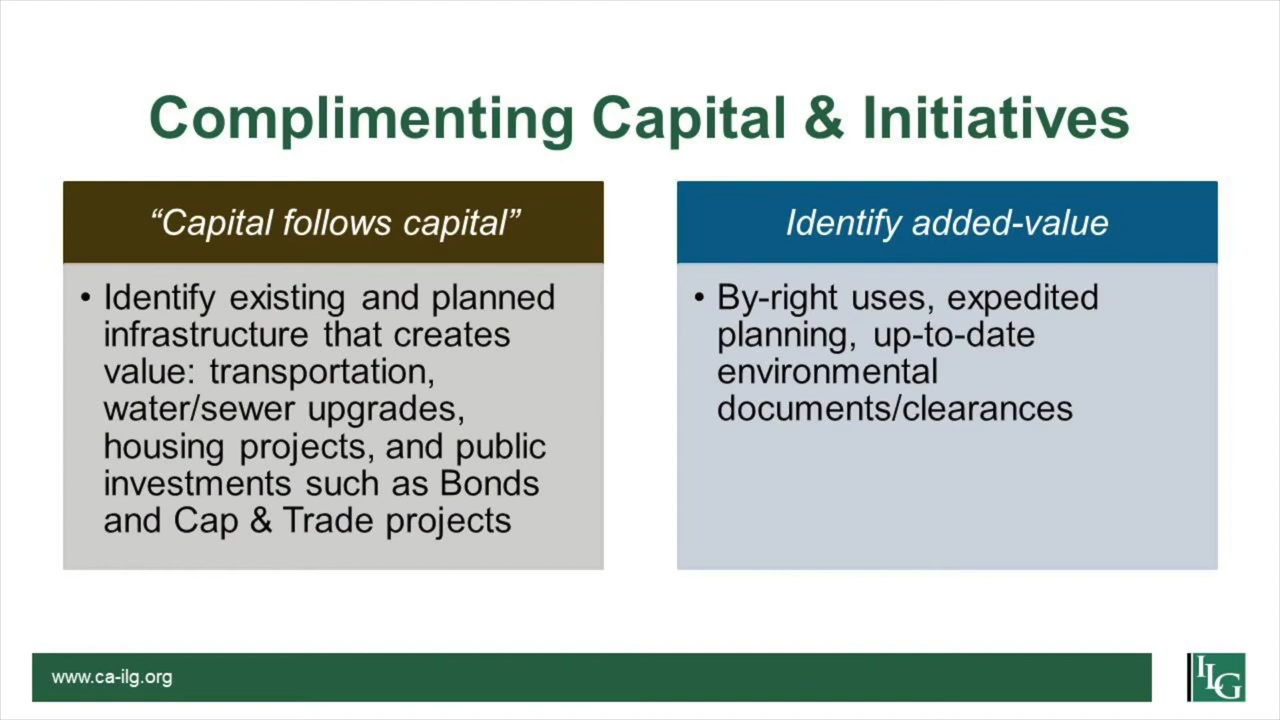 Complimenting Capital & Initiatives
“Capital follows capital”
• Identify existing and planned
infrastructure that creates
value: transportation,
water/sewer upgrades,
housing projects, and public
investments such as Bonds
and Cap & Trade projects
Identify added-value
• By-right uses, expedited
planning, up-to-date
environmental
documents/clearances
www.ca-ilg.org
ILG